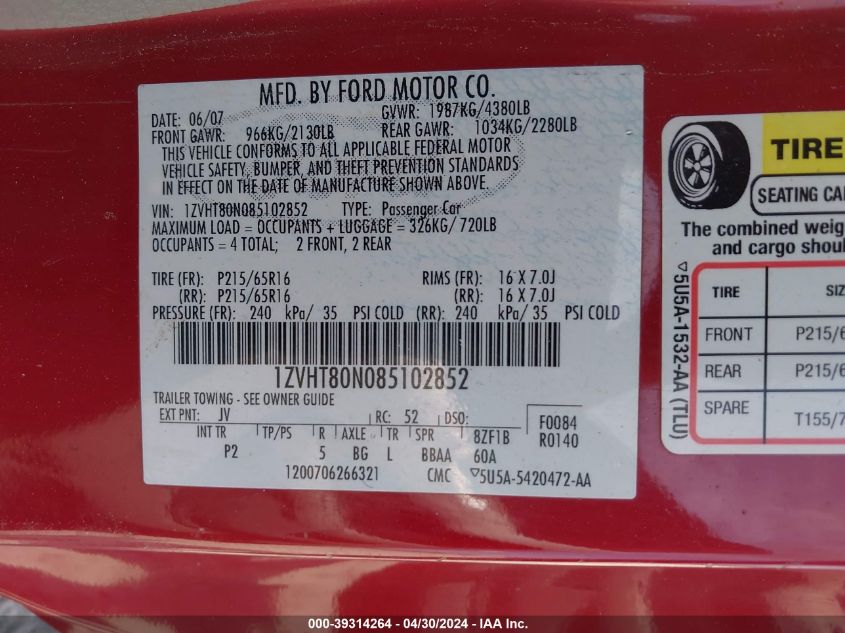 MFD. BY FORD MOTOR CO.
DATE: 06/07 GVWR: 1987KG/4380LB
FRONT GAWR: 966KG/2130LB REAR GAWR: 1034KG/2280LB
THIS VEHICLE CONFORMS TO ALL APPLICABLE FEDERAL MOTOR
VEHICLE SAFETY, BUMPER, AND THEFT PREVENTION STANDARDS
IN EFFECT ON THE DATE OF MANUFACTURE SHOWN ABOVE.
VIN: 1ZVHT80N085102852 TYPE: Passenger Car
MAXIMUM LOAD = OCCUPANTS + LUGGAGE = 326KG/720LB
OCCUPANTS = 4 TOTAL; 2 FRONT, 2 REAR
TIRE (FR): P215/65R16 RIMS (FR): 16 X 7.0J
(RR): P215/65R16 (RR): 16 X 7.0J
PRESSURE (FR): 240 kPa/ 35 PSI COLD (RR): 240 kPa/ 35 PSI COLD
1ZVHT80N085102852
TRAILER TOWING - SEE OWNER GUIDE
EXT PNT: JV RC: 52 DSO: F0084
INT TR TP/PS R AXLE TR SPR 8ZF1B R0140
P2 5 BG L BBAA 60A
1200706266321 CMC ▽5U5A-5420472-AA
TIRE
SEATING CA
The combined weig
and cargo shoul
TIRE SIZ
FRONT P215/6
REAR P215/6
SPARE T155/7
▽5U5A-1532-AA (TLU)
000-39314264 - 04/30/2024 - IAA Inc.